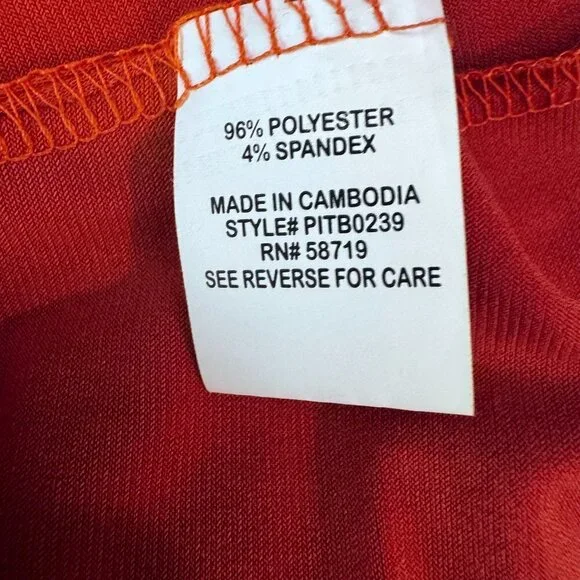 96% POLYESTER
4% SPANDEX
MADE IN CAMBODIA
STYLE# PITB0239
RN# 58719
SEE REVERSE FOR CARE